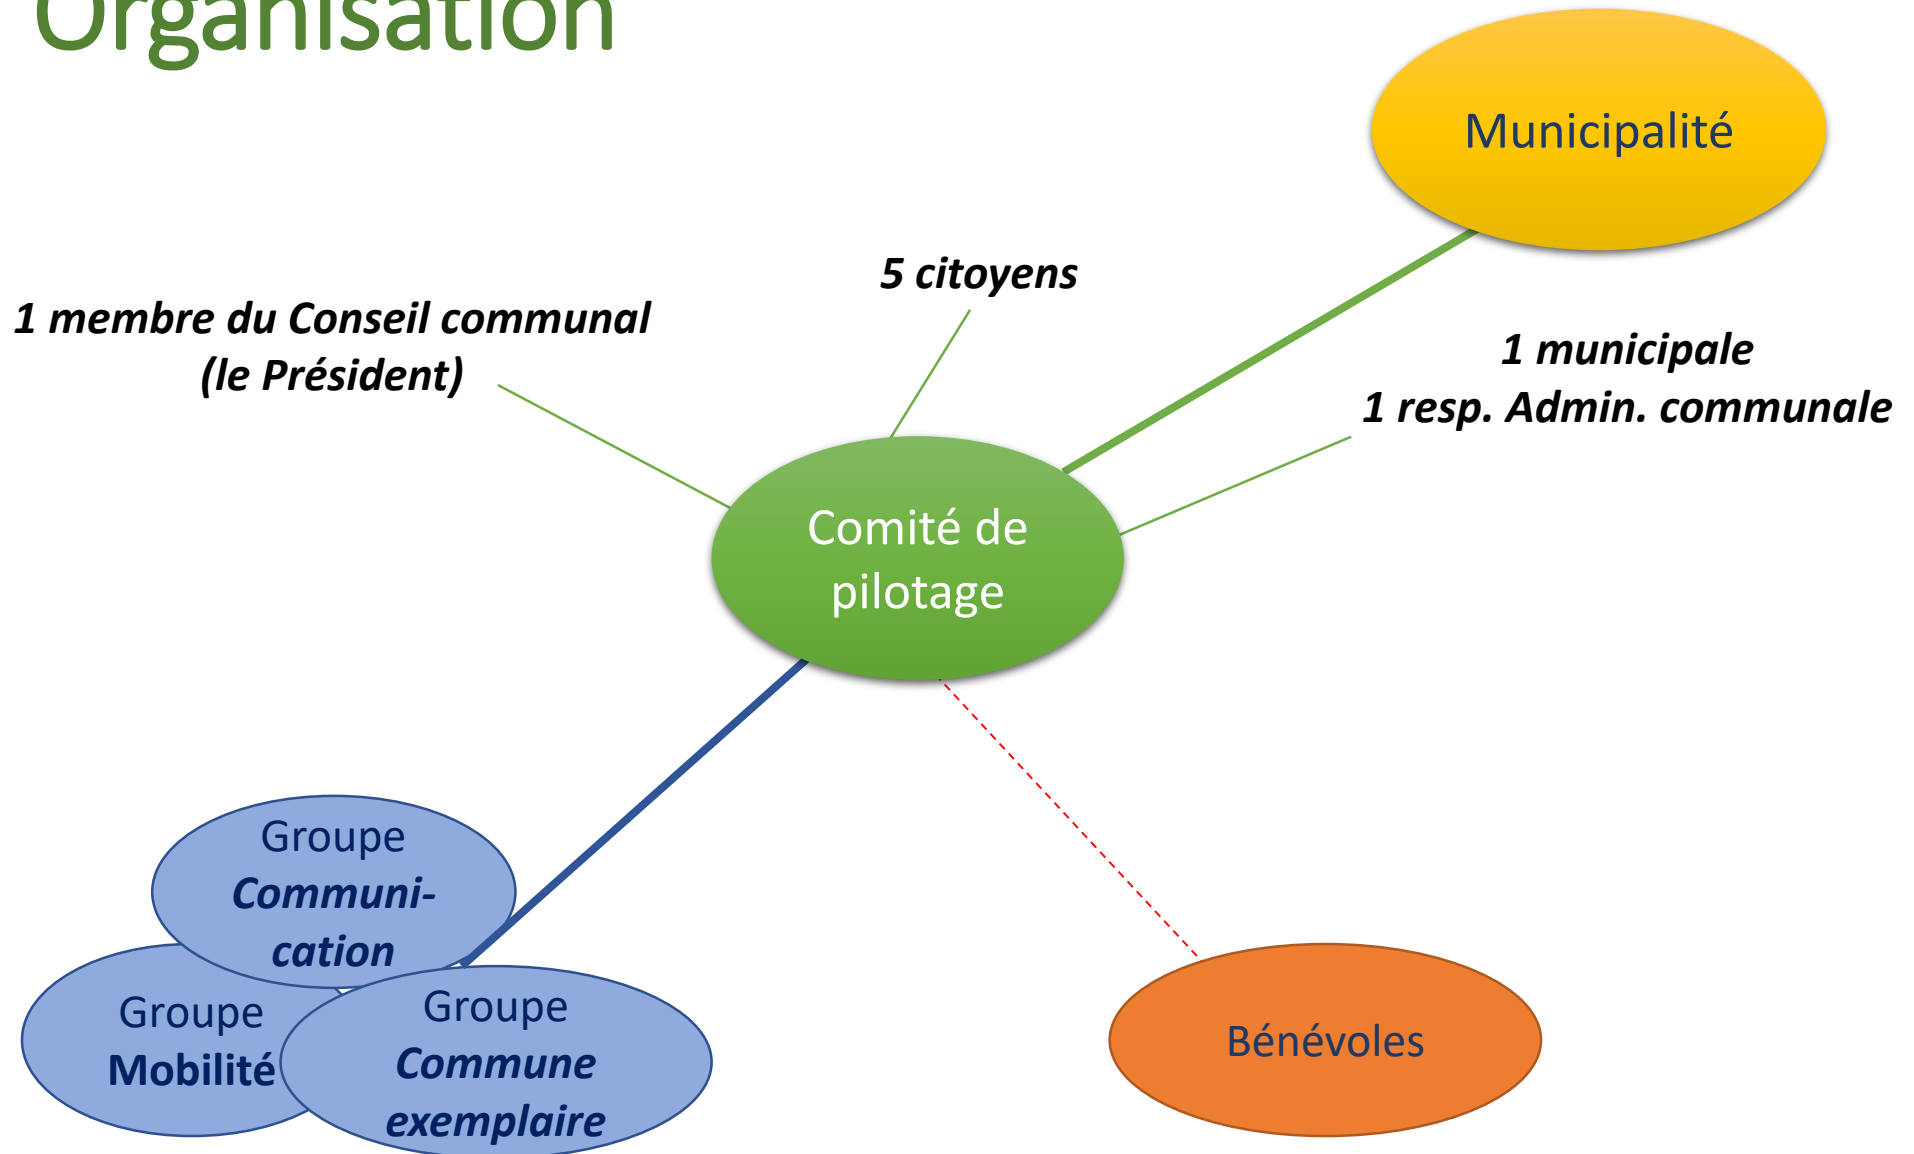 Organisation
Municipalité
5 citoyens
1 membre du Conseil communal
(le Président)
1 municipale
1 resp. Admin. communale
Comité de
pilotage
Groupe
Communi-
cation
Groupe
Mobilité
Groupe
Commune
exemplaire
Bénévoles